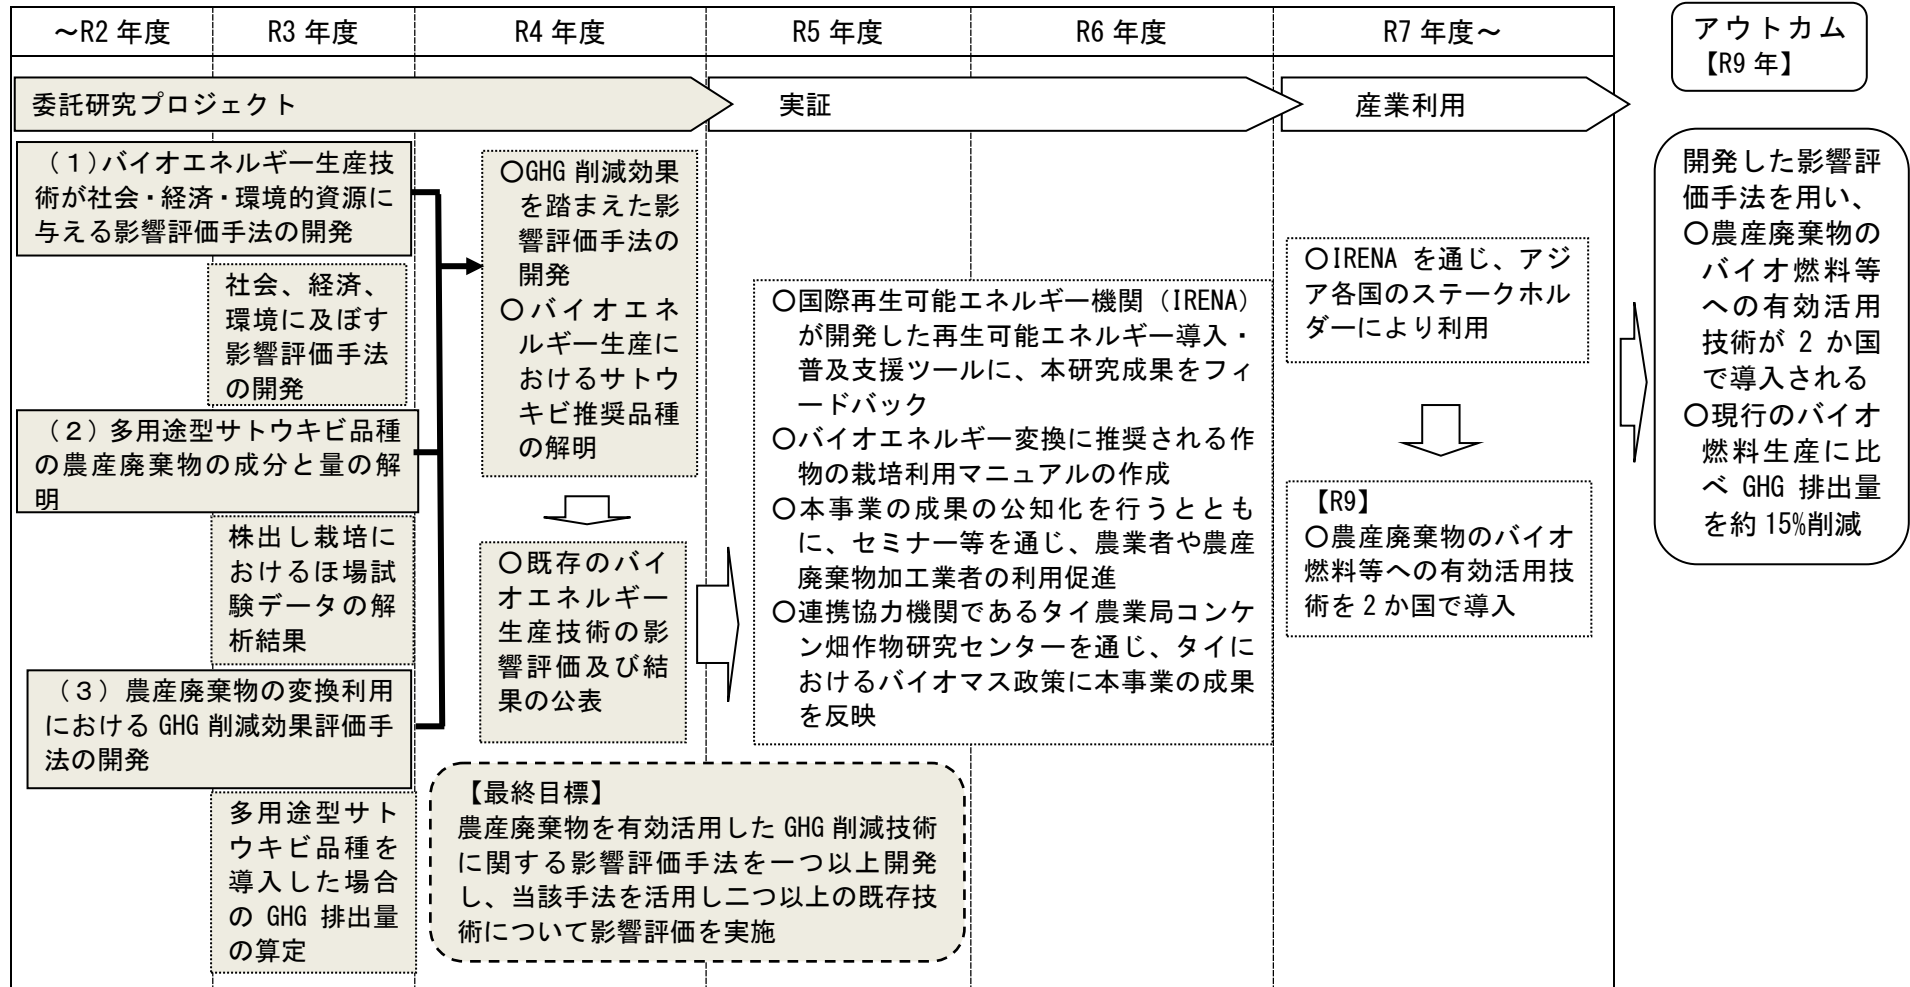 ～R2 年度
R3 年度
R4 年度
R5 年度
R6 年度
R7 年度～
アウトカム
【R9 年】
委託研究プロジェクト
実証
産業利用
（１）バイオエネルギー生産技
術が社会・経済・環境的資源に
与える影響評価手法の開発
社会、経済、
環境に及ぼす
影響評価手法
の開発
（２）多用途型サトウキビ品種
の農産廃棄物の成分と量の解
明
株出し栽培に
おけるほ場試
験データの解
析結果
（３）農産廃棄物の変換利用
における GHG 削減効果評価手
法の開発
多用途型サト
ウキビ品種を
導入した場合
の GHG 排出量
の算定
〇GHG 削減効果
を踏まえた影
響評価手法の
開発
〇バイオエネ
ルギー生産に
おけるサトウ
キビ推奨品種
の解明
〇既存のバイ
オエネルギー
生産技術の影
響評価及び結
果の公表
【最終目標】
農産廃棄物を有効活用した GHG 削減技術
に関する影響評価手法を一つ以上開発
し、当該手法を活用し二つ以上の既存技
術について影響評価を実施
〇国際再生可能エネルギー機関（IRENA）
が開発した再生可能エネルギー導入・
普及支援ツールに、本研究成果をフィ
ードバック
〇バイオエネルギー変換に推奨される作
物の栽培利用マニュアルの作成
〇本事業の成果の公知化を行うととも
に、セミナー等を通じ、農業者や農産
廃棄物加工業者の利用促進
〇連携協力機関であるタイ農業局コンケ
ン畑作物研究センターを通じ、タイに
おけるバイオマス政策に本事業の成果
を反映
〇IRENA を通じ、アジ
ア各国のステークホル
ダーにより利用
【R9】
〇農産廃棄物のバイオ
燃料等への有効活用技
術を２か国で導入
開発した影響評
価手法を用い、
〇農産廃棄物の
バイオ燃料等
への有効活用
技術が 2 か国
で導入される
〇現行のバイオ
燃料生産に比
べ GHG 排出量
を約 15%削減